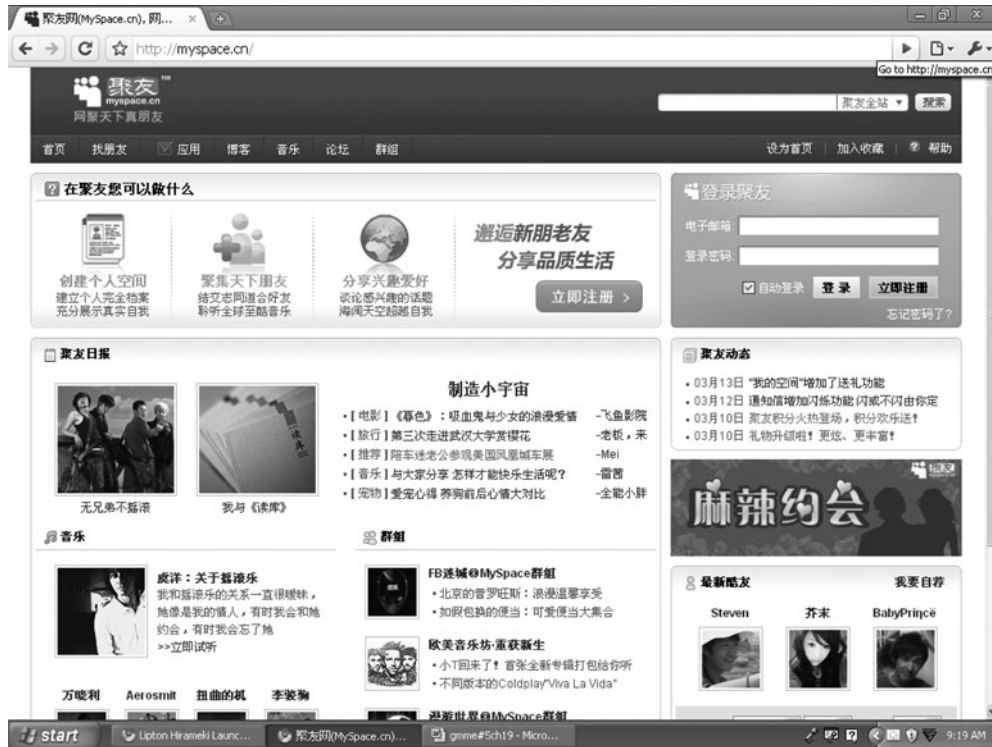 聚友网(MySpace.cn), 网...
http://myspace.cn/
Go to http://myspace.cn
聚友™
myspace.cn
网聚天下真朋友
聚友全站
搜索
首页 找朋友 应用 博客 音乐 论坛 群组
设为首页 | 加入收藏 | 帮助
在聚友您可以做什么
创建个人空间
建立个人完全档案
充分展示真实自我
聚集天下朋友
结交志同道合好友
聆听全球至酷音乐
分享兴趣爱好
谈论感兴趣的话题
海阔天空超越自我
邂逅新朋老友
分享品质生活
立即注册 >
登录聚友
电子邮箱:
登录密码:
自动登录 登录 立即注册
忘记密码了?
聚友日报
无兄弟不摇滚
我与《读库》
制造小宇宙
• [ 电影 ] 《暮色》：吸血鬼与少女的浪漫爱情 -飞鱼影院
• [ 旅行 ] 第三次走进武汉大学赏樱花 -老板，来
• [ 推荐 ] 陪车迷老公参观美国凤凰城车展 -Mei
• [ 音乐 ] 与大家分享 怎样才能快乐生活呢? -雷茜
• [ 宠物 ] 爱宠心得 养狗前后心情大对比 -全能小胖
聚友动态
• 03月13日 "我的空间"增加了送礼功能
• 03月12日 通知信增加闪烁功能 闪或不闪由你定
• 03月10日 聚友积分火热登场，积分欢乐送!
• 03月10日 礼物升级啦! 更炫、更丰富!
聚友
麻辣约会
音乐
虎洋：关于摇滚乐
我和摇滚乐的关系一直很暧昧，
她像是我的情人，有时我会和她
约会，有时我会忘了她
>>立即试听
万晓利 Aerosmit 扭曲的机 李骏驹
群组
FB迷城@MySpace群组
• 北京的普罗旺斯：浪漫温馨享受
• 如假包换的便当：可爱便当大集合
欧美音乐坊·重获新生
• 小T回来了! 首张全新专辑打包给你听
• 不同版本的Coldplay"Viva La Vida"
漫游世界@MySpace群组
最新酷友 我要自荐
Steven 芥末 BabyPrinçë
start
Lipton Hirameki Launc...
聚友网(MySpace.cn)...
gmme#5ch19 - Micro...
9:19 AM